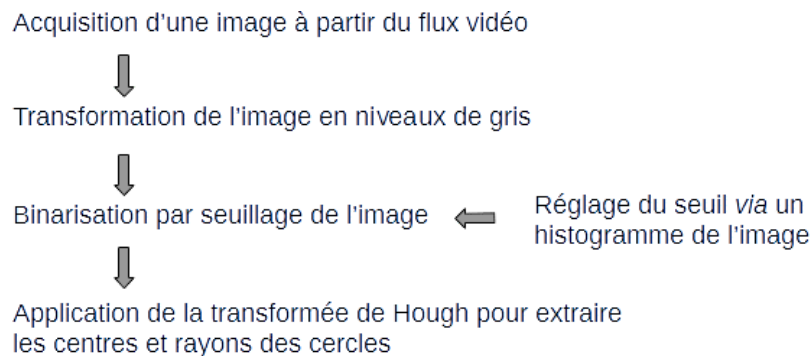 Acquisition d'une image à partir du flux vidéo
Transformation de l'image en niveaux de gris
Binarisation par seuillage de l'image
Réglage du seuil via un
histogramme de l'image
Application de la transformée de Hough pour extraire
les centres et rayons des cercles